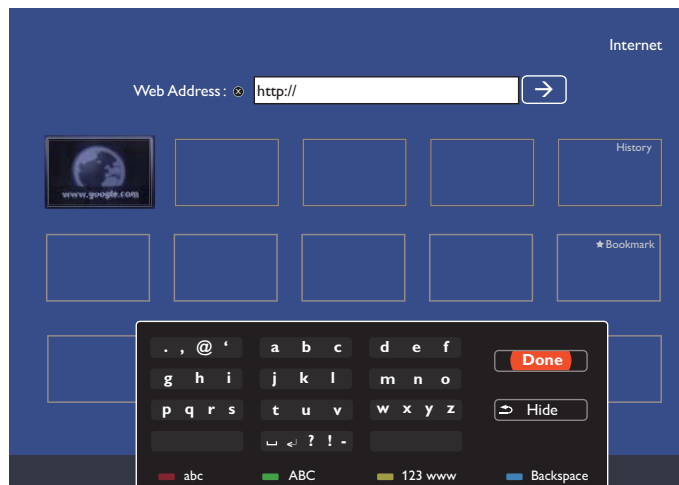 Internet
Web Address : http://
www.google.com
History
★Bookmark
. , @ ‘ a b c d e f
Done
g h i j k l m n o
p q r s t u v w x y z
Hide
␣ ↵ ? ! -
abc ABC 123 www Backspace